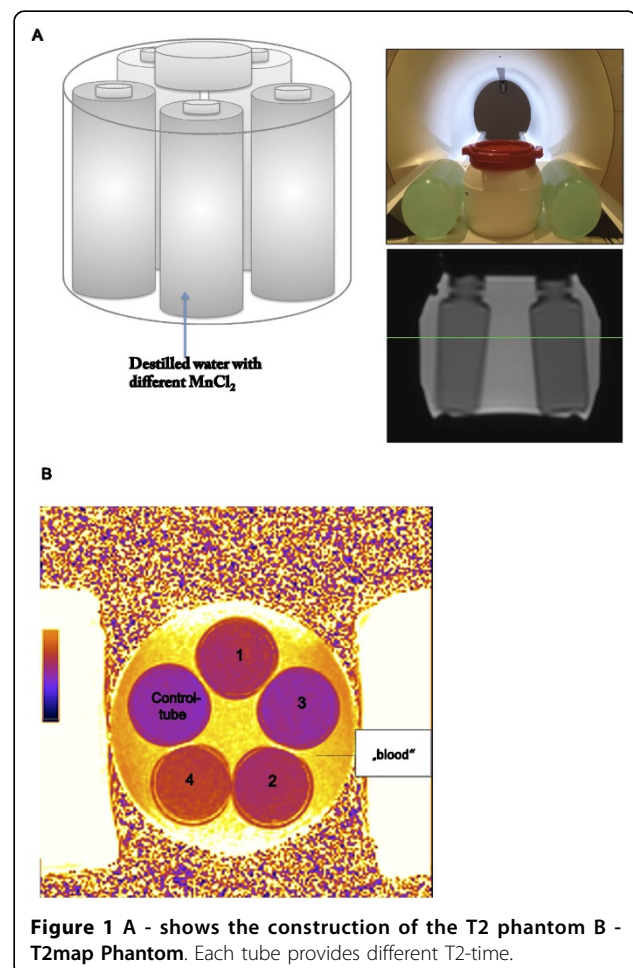 A
Destilled water with
different MnCl₂
B
1
Control-
tube
3
„blood“
4
2
Figure 1 A - shows the construction of the T2 phantom B -
T2map Phantom. Each tube provides different T2-time.